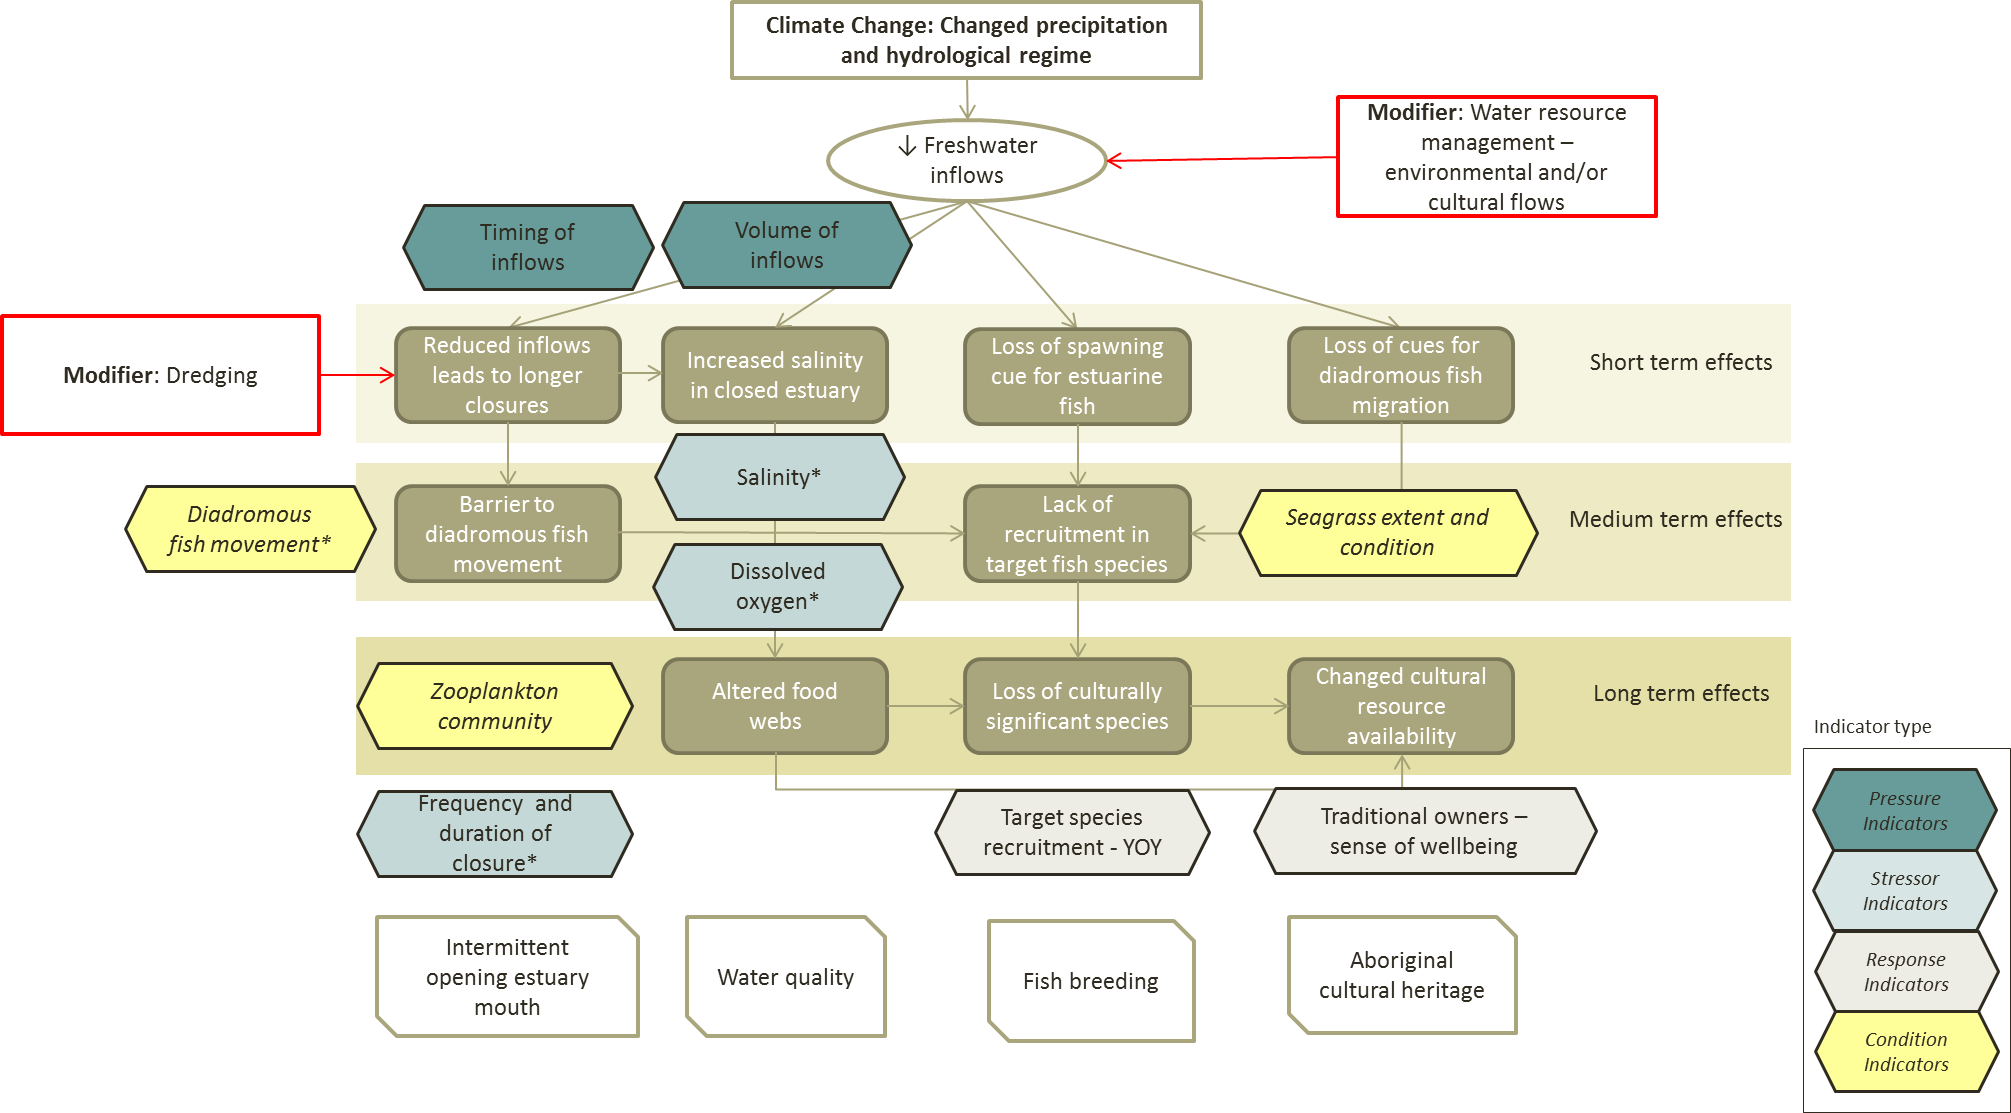 Climate Change: Changed precipitation
and hydrological regime
Modifier: Water resource
management –
environmental and/or
cultural flows
↓ Freshwater
inflows
Timing of
inflows
Volume of
inflows
Modifier: Dredging
Reduced inflows
leads to longer
closures
Increased salinity
in closed estuary
Loss of spawning
cue for estuarine
fish
Loss of cues for
diadromous fish
migration
Short term effects
Salinity*
Diadromous
fish movement*
Barrier to
diadromous fish
movement
Lack of
recruitment in
target fish species
Seagrass extent and
condition
Medium term effects
Dissolved
oxygen*
Zooplankton
community
Altered food
webs
Loss of culturally
significant species
Changed cultural
resource
availability
Long term effects
Frequency and
duration of
closure*
Target species
recruitment - YOY
Traditional owners –
sense of wellbeing
Intermittent
opening estuary
mouth
Water quality
Fish breeding
Aboriginal
cultural heritage
Indicator type
Pressure
Indicators
Stressor
Indicators
Response
Indicators
Condition
Indicators